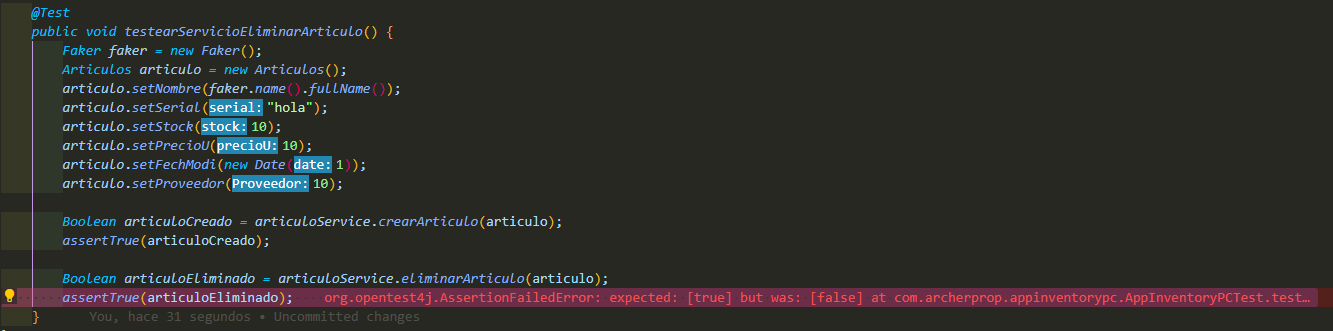 @Test
public void testearServicioEliminarArticulo() {
Faker faker = new Faker();
Articulos articulo = new Articulos();
articulo.setNombre(faker.name().fullName());
articulo.setSerial(serial: "hola");
articulo.setStock(stock: 10);
articulo.setPrecioU(precioU: 10);
articulo.setFechModi(new Date(date: 1));
articulo.setProveedor(Proveedor: 10);
Boolean articuloCreado = articuloService.crearArticulo(articulo);
assertTrue(articuloCreado);
Boolean articuloEliminado = articuloService.eliminarArticulo(articulo);
assertTrue(articuloEliminado); org.opentest4j.AssertionFailedError: expected: [true] but was: [false] at com.archerprop.appinventorypc.AppInventoryPCTest.test...
} You, hace 31 segundos • Uncommitted changes